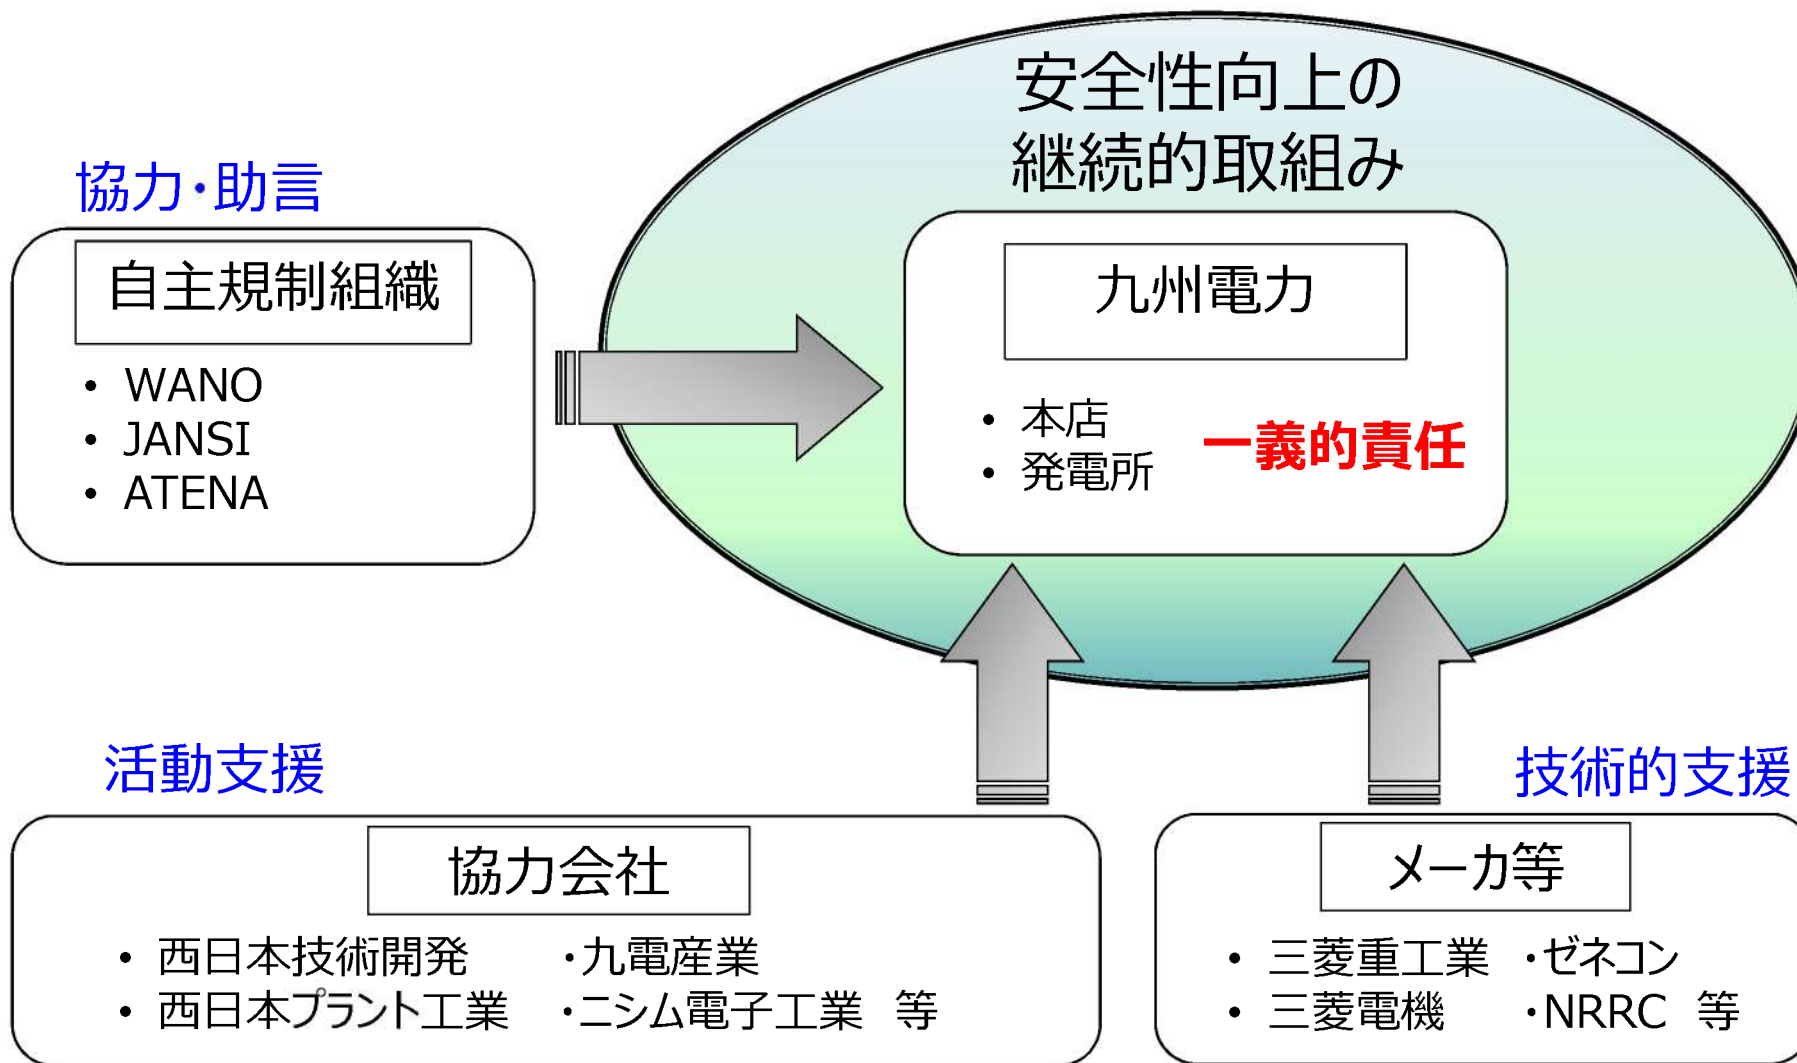 安全性向上の
継続的取組み
協力・助言
自主規制組織
• WANO
• JANSI
• ATENA
九州電力
• 本店
• 発電所
一義的責任
活動支援
協力会社
• 西日本技術開発 ・九電産業
• 西日本プラント工業 ・ニシム電子工業 等
技術的支援
メーカ等
• 三菱重工業 ・ゼネコン
• 三菱電機 ・NRRC 等